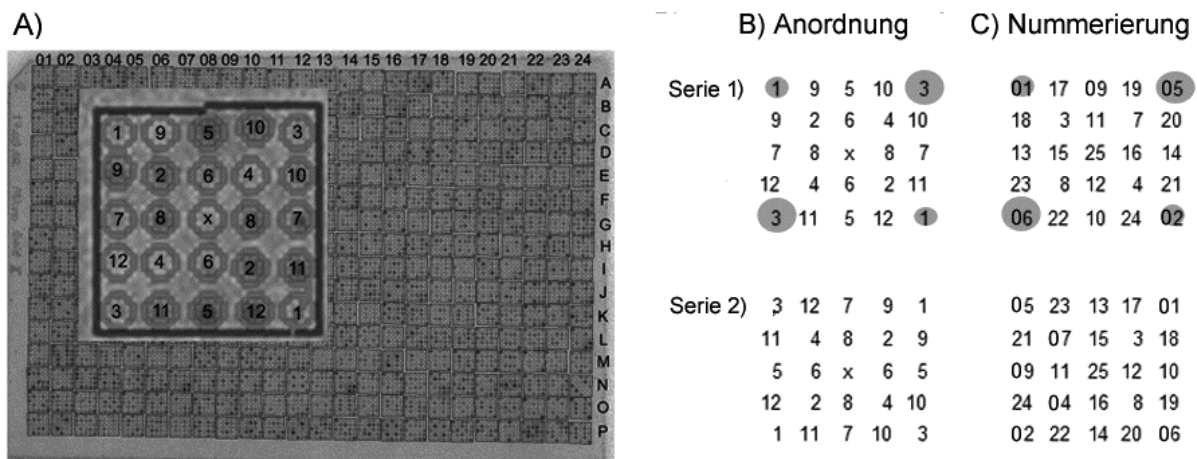 A)
01 02 03 04 05 06 07 08 09 10 11 12 13 14 15 16 17 18 19 20 21 22 23 24
A
B
C
D
E
F
G
H
I
J
K
L
M
N
O
P
1 9 5 10 3
9 2 6 4 10
7 8 x 8 7
12 4 6 2 11
3 11 5 12 1
B) Anordnung
Serie 1) 1 9 5 10 3
9 2 6 4 10
7 8 x 8 7
12 4 6 2 11
3 11 5 12 1
Serie 2) 3 12 7 9 1
11 4 8 2 9
5 6 x 6 5
12 2 8 4 10
1 11 7 10 3
C) Nummerierung
01 17 09 19 05
18 3 11 7 20
13 15 25 16 14
23 8 12 4 21
06 22 10 24 02
05 23 13 17 01
21 07 15 3 18
09 11 25 12 10
24 04 16 8 19
02 22 14 20 06